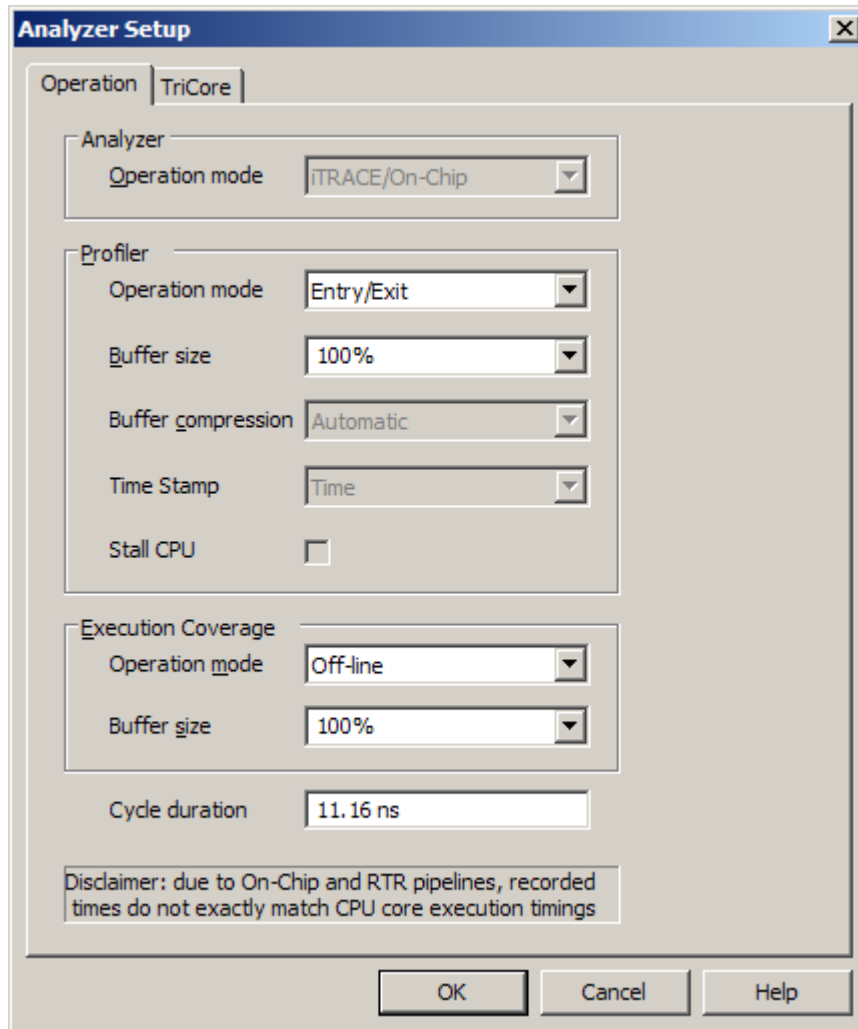 Analyzer Setup
Operation
TriCore
Analyzer
Operation mode
iTRACE/On-Chip
Profiler
Operation mode
Entry/Exit
Buffer size
100%
Buffer compression
Automatic
Time Stamp
Time
Stall CPU
Execution Coverage
Operation mode
Off-line
Buffer size
100%
Cycle duration
11.16 ns
Disclaimer: due to On-Chip and RTR pipelines, recorded
times do not exactly match CPU core execution timings
OK
Cancel
Help